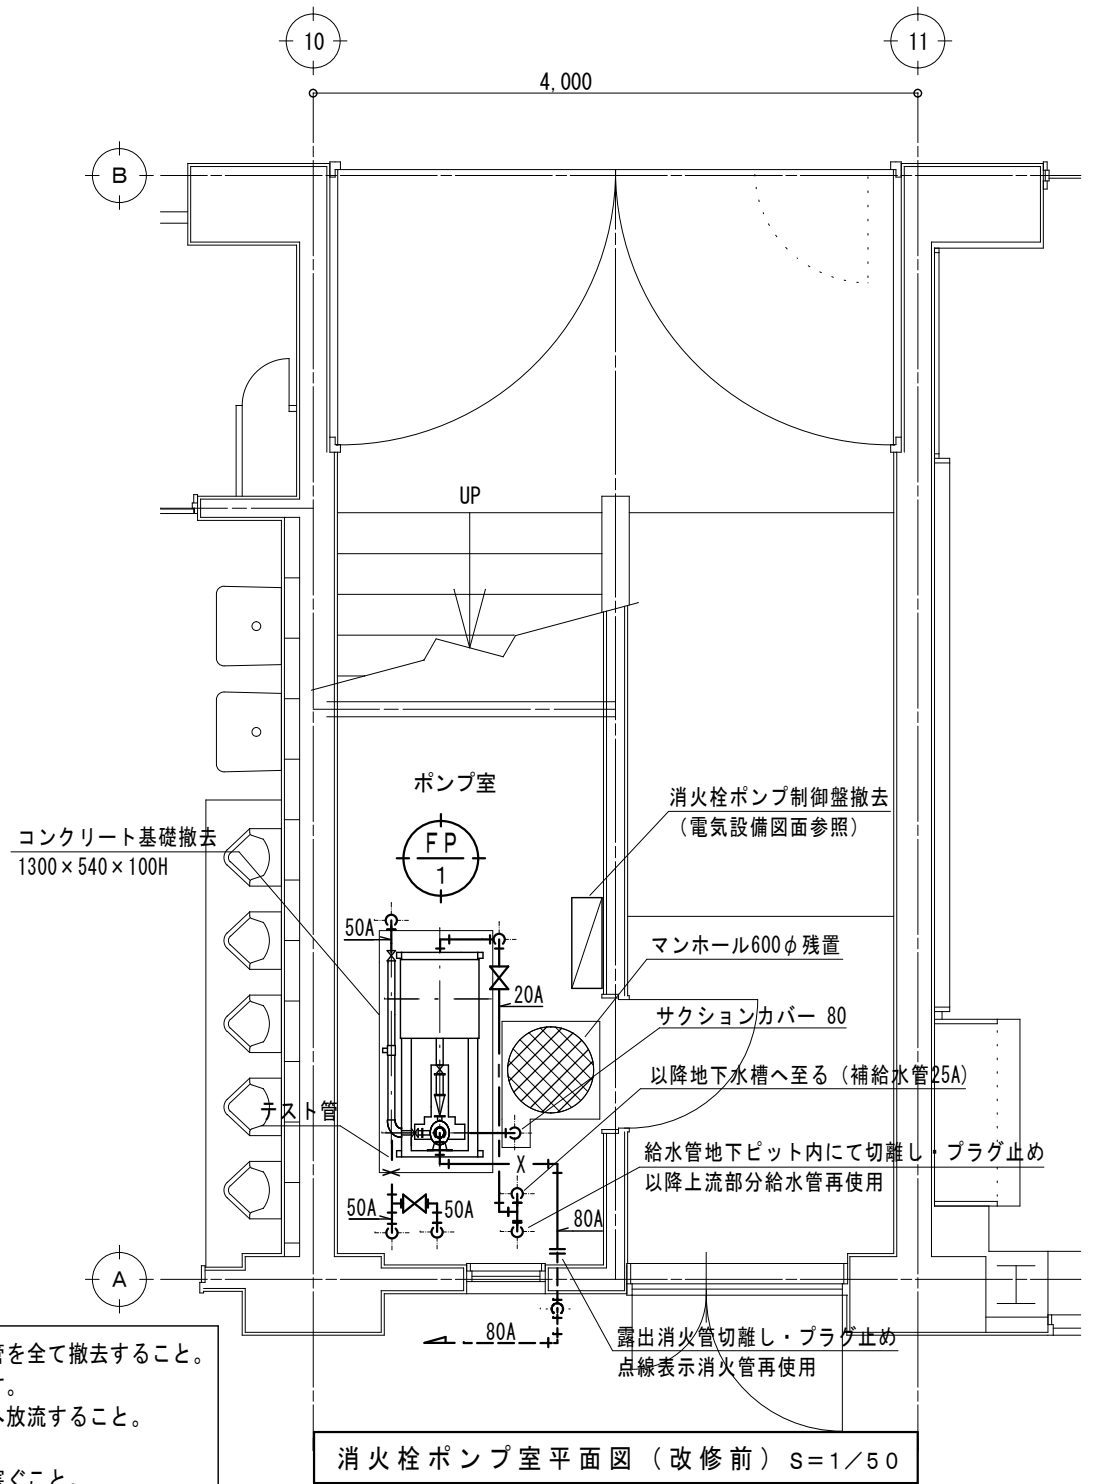 10
11
4,000
B
UP
ポンプ室
消火栓ポンプ制御盤撤去
(電気設備図面参照)
コンクリート基礎撤去
1300×540×100H
FP
1
50A
マンホール600φ残置
20A
サクションカバー 80
以降地下水槽へ至る(補給水管25A)
テスト管
給水管地下ピット内にて切離し・プラグ止め
以降上流部分給水管再使用
X
50A
50A
80A
A
80A
露出消火管切離し・プラグ止め
点線表示消火管再使用
管を全て撤去すること。
放流すること。
ぐこと。
消火栓ポンプ室平面図(改修前)S=1/50